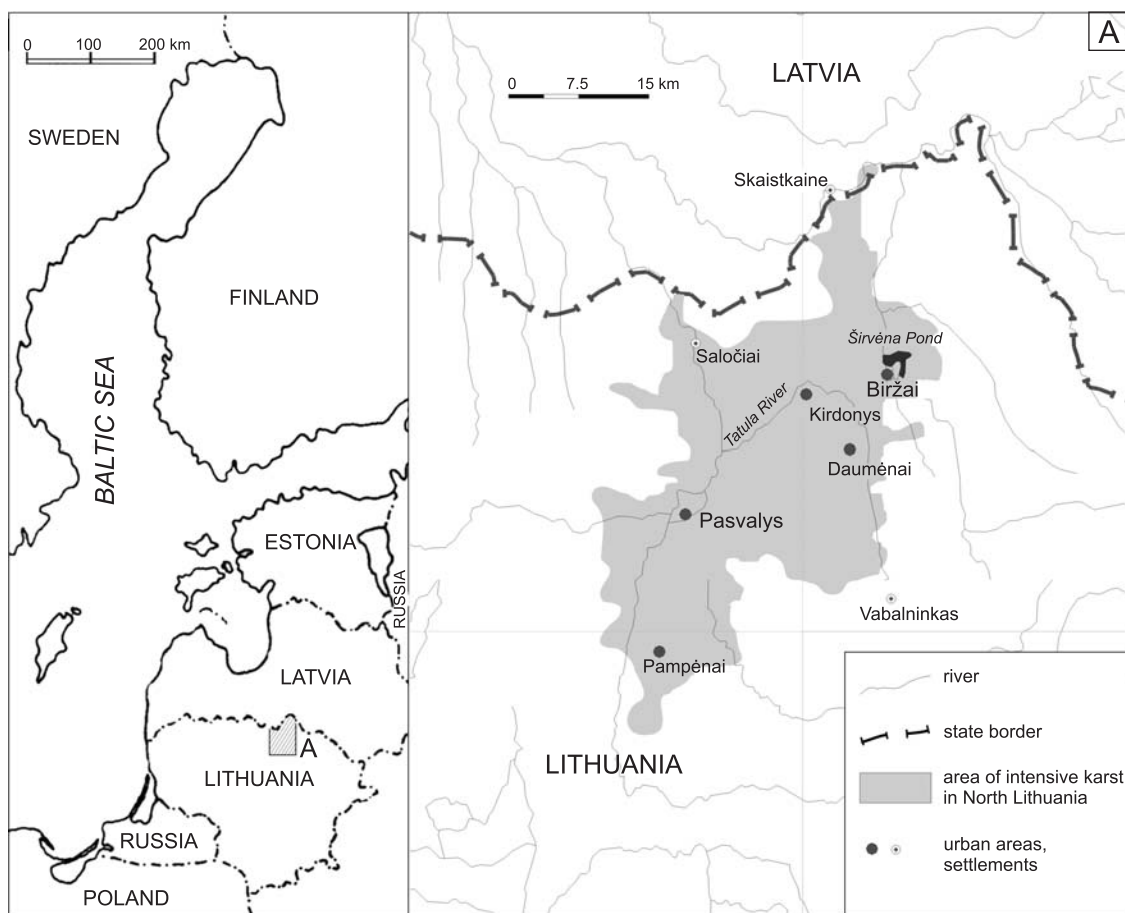 0 100 200 km
SWEDEN
FINLAND
BALTIC SEA
ESTONIA
RUSSIA
LATVIA
A
LITHUANIA
RUSSIA
POLAND
A
LATVIA
0 7.5 15 km
Skaistkaine
Saločiai
Širvėna Pond
Biržai
Tatula River
Kirdonys
Daumėnai
Pasvalys
Vabalninkas
Pampėnai
LITHUANIA
river
state border
area of intensive karst
in North Lithuania
urban areas,
settlements